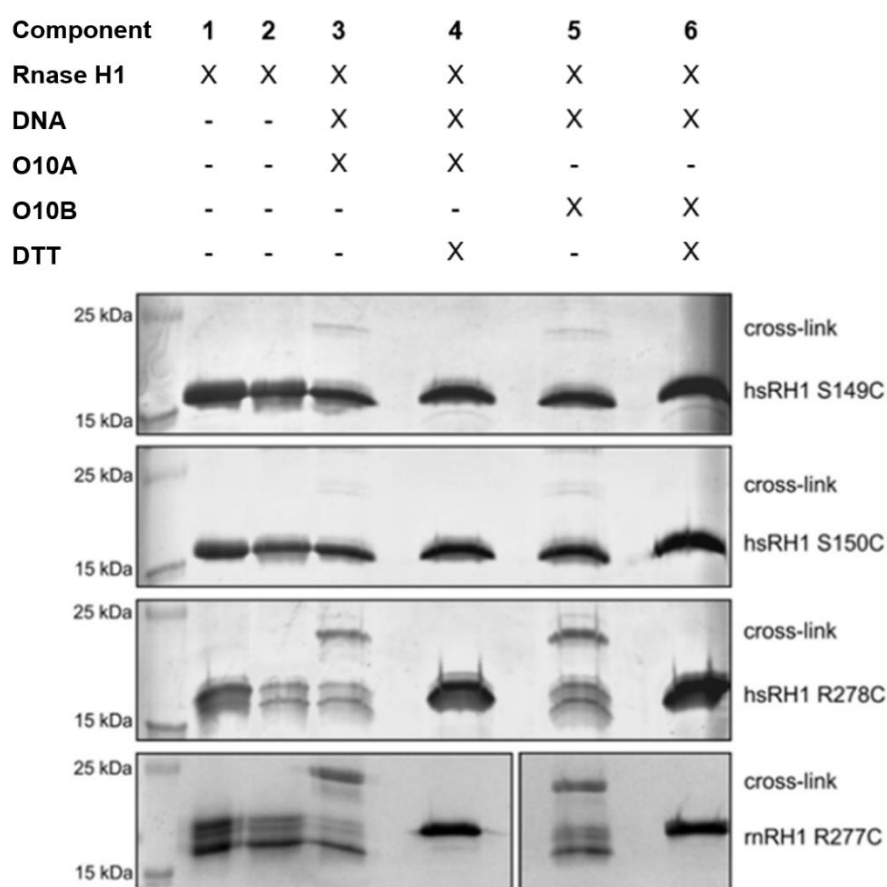 Component 1 2 3 4 5 6
Rnase H1 X X X X X X
DNA - - X X X X
O10A - - X X - -
O10B - - - - X X
DTT - - - X - X
25 kDa cross-link
hsRH1 S149C
15 kDa
25 kDa cross-link
hsRH1 S150C
15 kDa
25 kDa cross-link
hsRH1 R278C
15 kDa
25 kDa cross-link
rnRH1 R277C
15 kDa